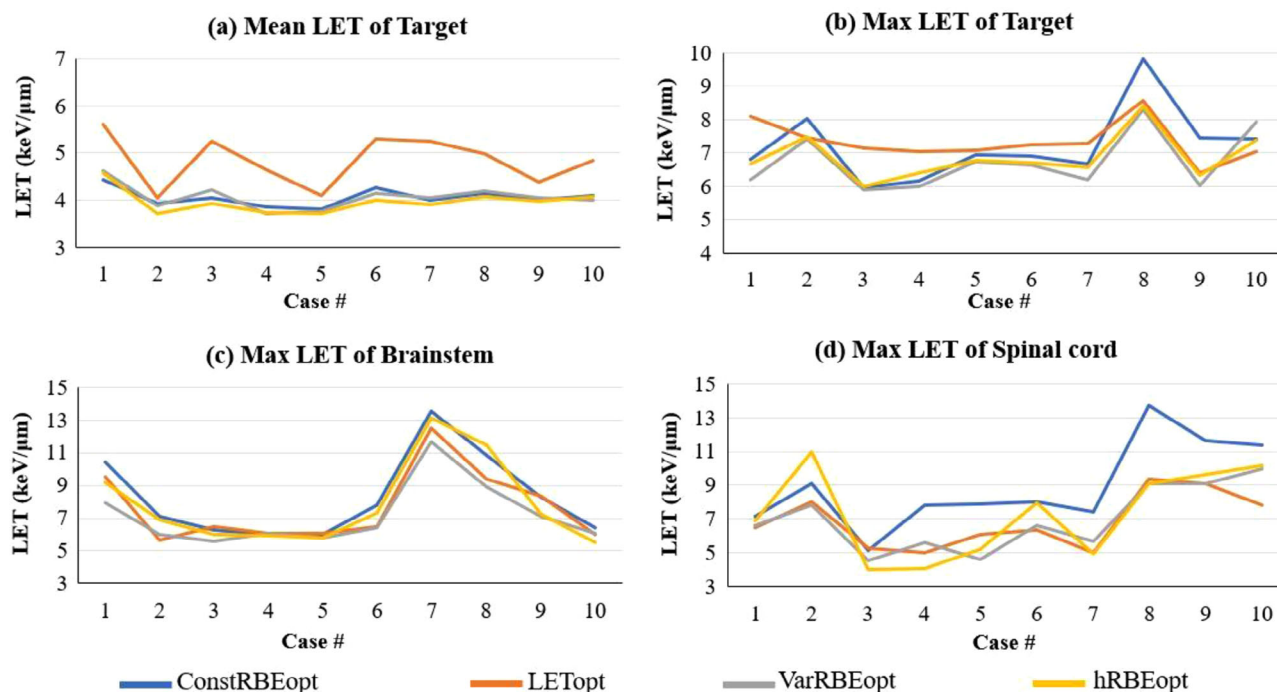 (a) Mean LET of Target
LET (keV/μm)
7
6
5
4
3
1 2 3 4 5 6 7 8 9 10
Case #
(b) Max LET of Target
LET (keV/μm)
10
9
8
7
6
5
4
1 2 3 4 5 6 7 8 9 10
Case #
(c) Max LET of Brainstem
LET (keV/μm)
15
13
11
9
7
5
3
1 2 3 4 5 6 7 8 9 10
Case #
(d) Max LET of Spinal cord
LET (keV/μm)
15
13
11
9
7
5
3
1 2 3 4 5 6 7 8 9 10
Case #
ConstRBEopt LETopt VarRBEopt hRBEopt